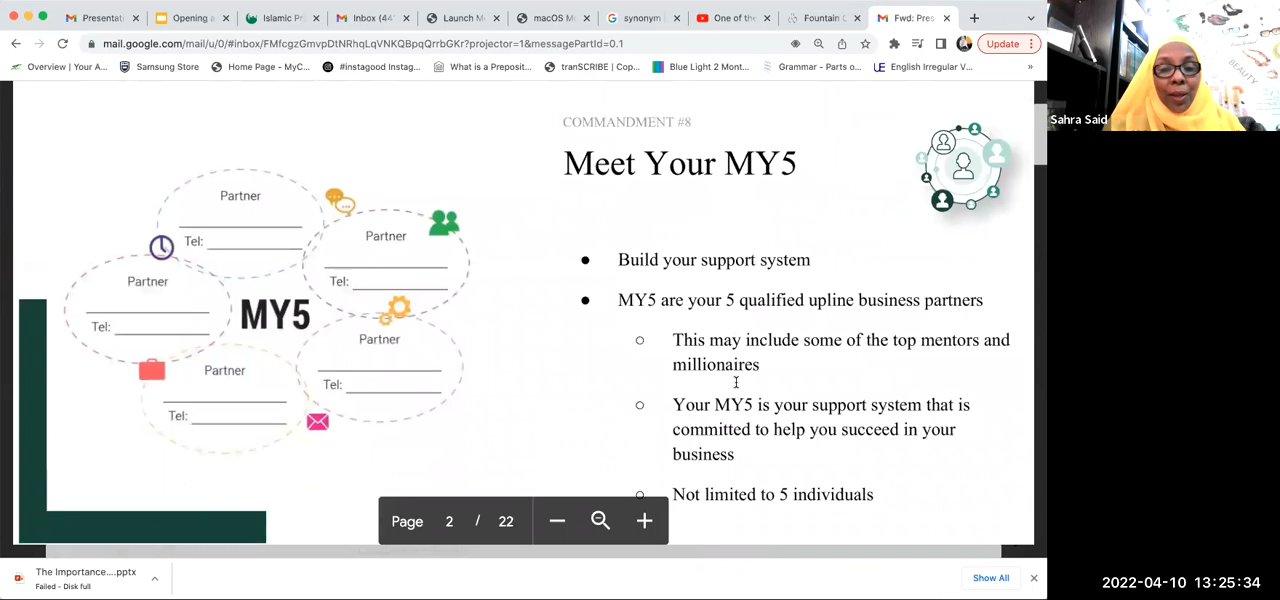 Presentat
Opening a
Islamic Pr
Inbox (44
Launch M
macOS M
synonym
One of the
Fountain
Fwd: Pres
mail.google.com/mail/u/0/#inbox/FMfcgzGmvpDtNRhqLqVNKQBpqQrrbGKr?projector=1&messagePartId=0.1
Update
Overview | Your A...
Samsung Store
Home Page - MyC...
#instagood Instag...
What is a Preposit...
tranSCRIBE | Cop...
Blue Light 2 Mont...
Grammar - Parts o...
English Irregular V...
»
Partner
Tel:
Partner
Tel:
Partner
Tel:
MY5
Partner
Tel:
Partner
Tel:
COMMANDMENT #8
Meet Your MY5
● Build your support system
● MY5 are your 5 qualified upline business partners
○ This may include some of the top mentors and
millionaires
○ Your MY5 is your support system that is
committed to help you succeed in your
business
○ Not limited to 5 individuals
Page 2 / 22
The Importance....pptx
Failed - Disk full
Show All
BEAUTY
Sahra Said
2022-04-10 13:25:34